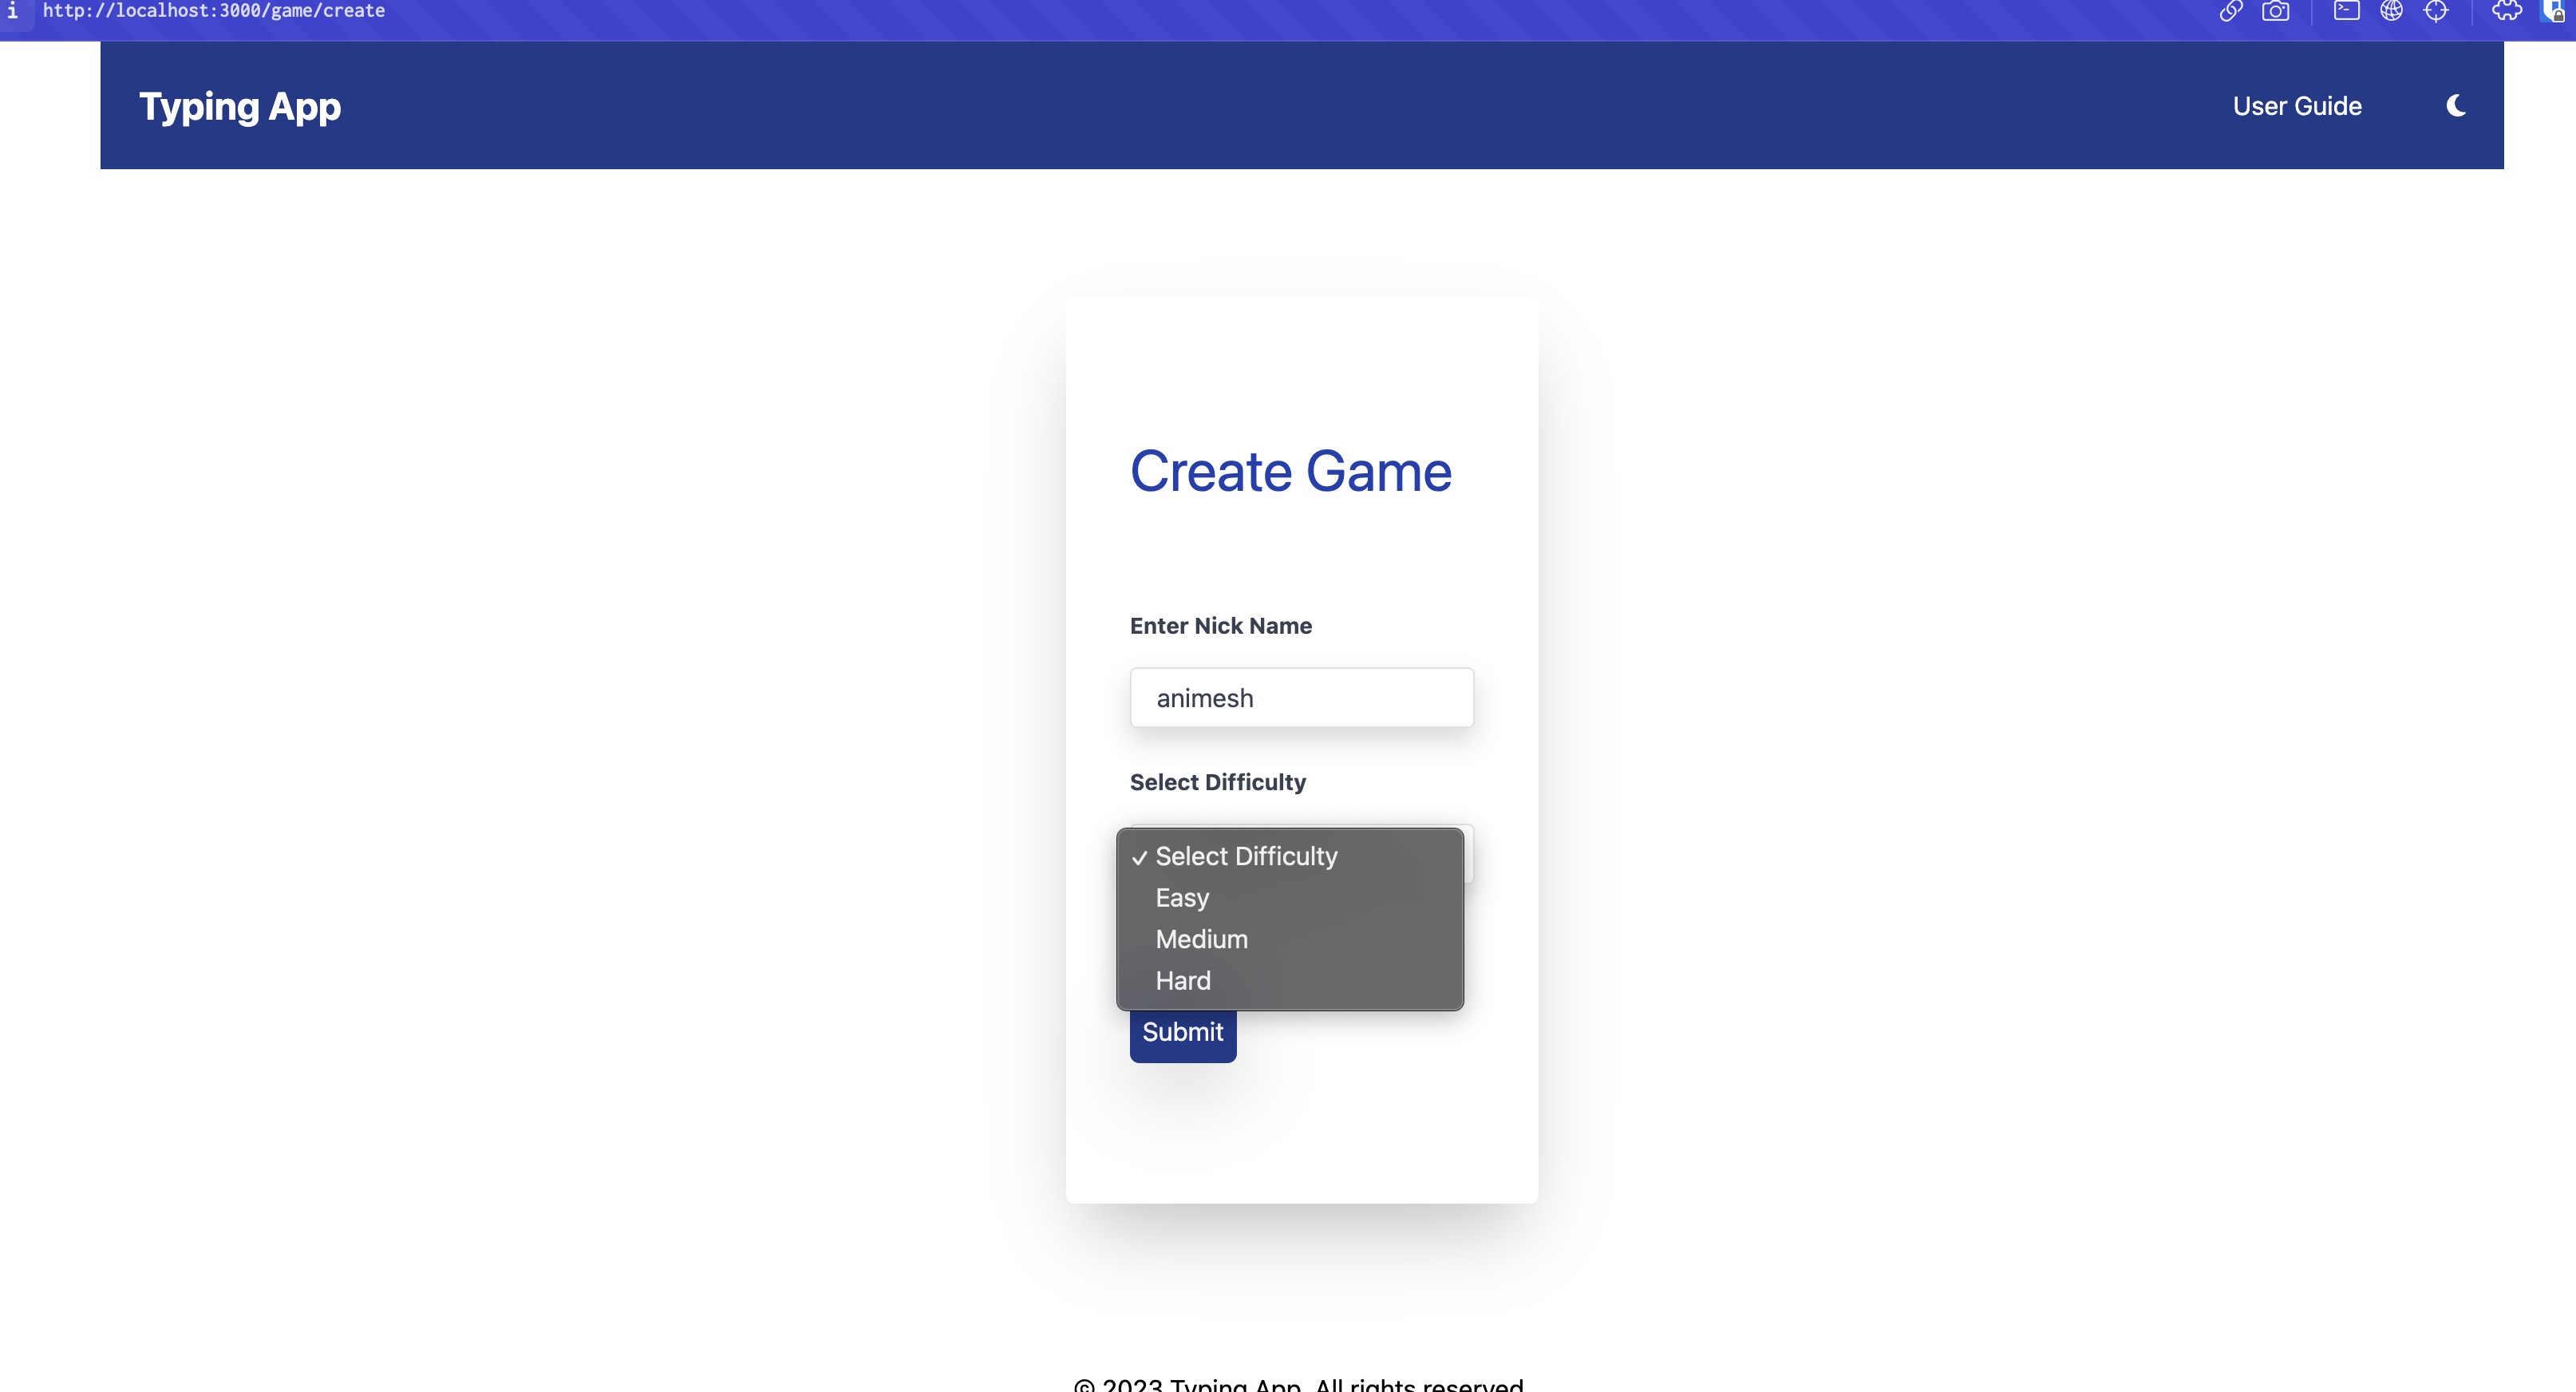 http://localhost:3000/game/create
Typing App
User Guide
Create Game
Enter Nick Name
animesh
Select Difficulty
✓ Select Difficulty
Easy
Medium
Hard
Submit
© 2023 Typing App. All rights reserved